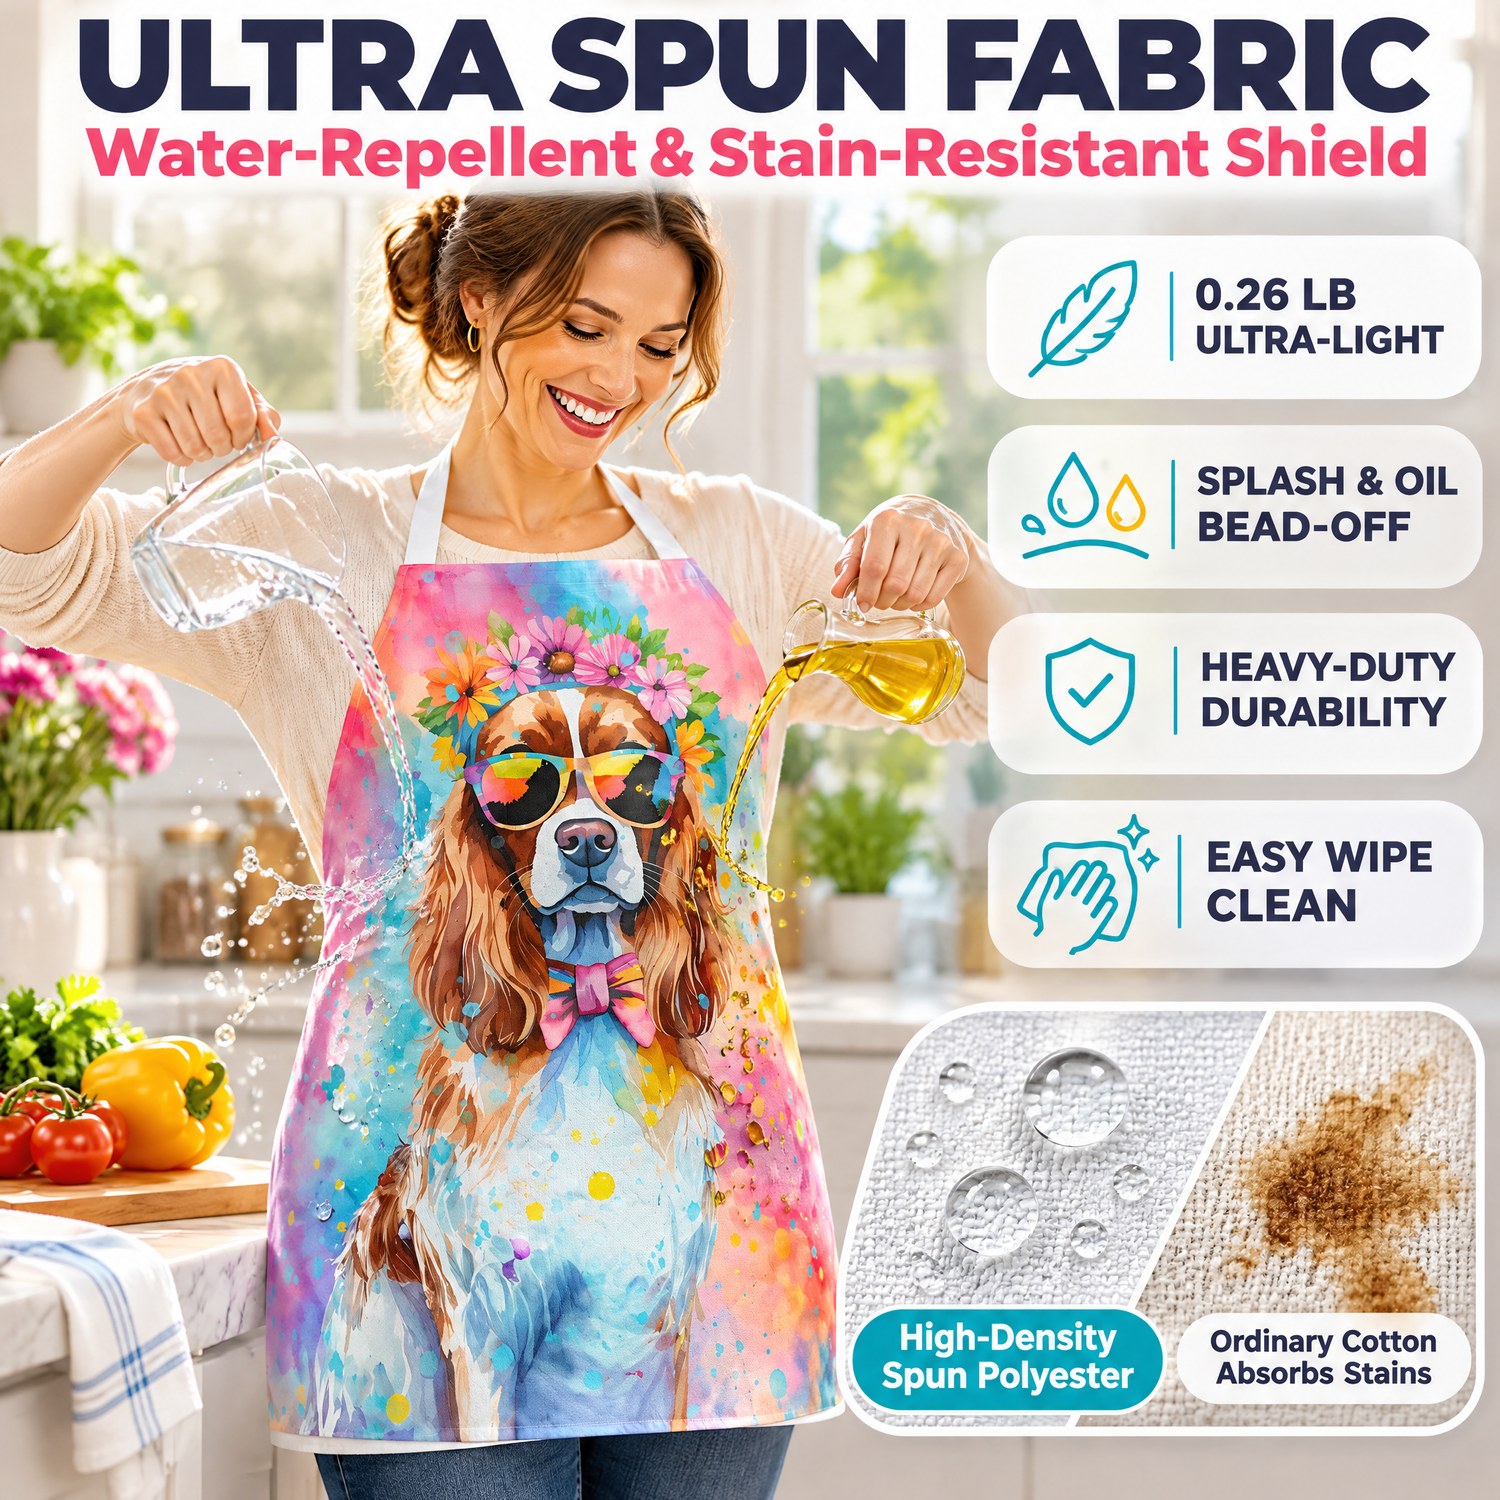 ULTRA SPUN FABRIC
Water-Repellent & Stain-Resistant Shield
0.26 LB
ULTRA-LIGHT
SPLASH & OIL
BEAD-OFF
HEAVY-DUTY
DURABILITY
EASY WIPE
CLEAN
High-Density
Spun Polyester
Ordinary Cotton
Absorbs Stains